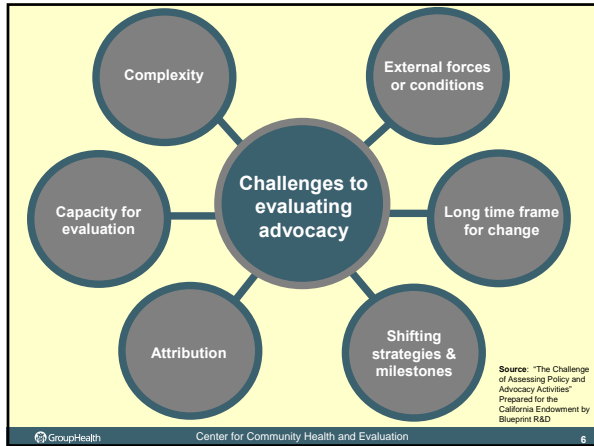 Complexity
External forces
or conditions
Challenges to
evaluating
advocacy
Capacity for
evaluation
Long time frame
for change
Attribution
Shifting
strategies &
milestones
Source: "The Challenge
of Assessing Policy and
Advocacy Activities"
Prepared for the
California Endowment by
Blueprint R&D
GroupHealth
Center for Community Health and Evaluation
6